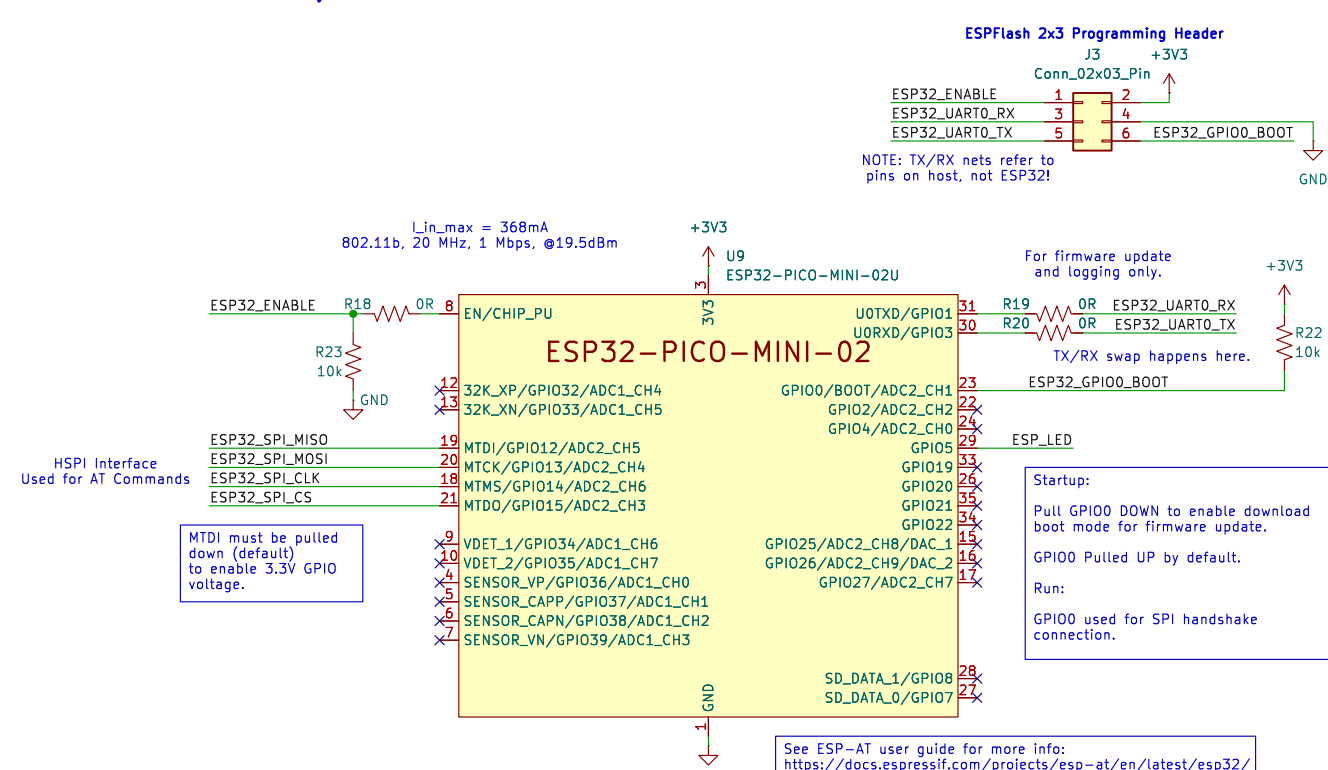 ESPFlash 2x3 Programming Header
J3
+3V3
Conn_02x03_Pin
ESP32_ENABLE
1
2
ESP32_UART0_RX
3
4
ESP32_UART0_TX
5
6
ESP32_GPIO0_BOOT
NOTE: TX/RX nets refer to
pins on host, not ESP32!
GND
I_in_max = 368mA
802.11b, 20 MHz, 1 Mbps, @19.5dBm
+3V3
U9
ESP32-PICO-MINI-02U
For firmware update
and logging only.
+3V3
3
3V3
ESP32_ENABLE
R18
0R
8
EN/CHIP_PU
U0TXD/GPIO1
31
R19
0R
ESP32_UART0_RX
U0RXD/GPIO3
30
R20
0R
ESP32_UART0_TX
R22
10k
R23
10k
GND
ESP32-PICO-MINI-02
TX/RX swap happens here.
12
32K_XP/GPIO32/ADC1_CH4
GPIO0/BOOT/ADC2_CH1
23
ESP32_GPIO0_BOOT
13
32K_XN/GPIO33/ADC1_CH5
GPIO2/ADC2_CH2
22
GPIO4/ADC2_CH0
24
ESP32_SPI_MISO
19
MTDI/GPIO12/ADC2_CH5
GPIO5
29
ESP_LED
ESP32_SPI_MOSI
20
MTCK/GPIO13/ADC2_CH4
GPIO19
33
ESP32_SPI_CLK
18
MTMS/GPIO14/ADC2_CH6
GPIO20
26
ESP32_SPI_CS
21
MTDO/GPIO15/ADC2_CH3
GPIO21
35
GPIO22
34
HSPI Interface
Used for AT Commands
MTDI must be pulled
down (default)
to enable 3.3V GPIO
voltage.
9
VDET_1/GPIO34/ADC1_CH6
GPIO25/ADC2_CH8/DAC_1
15
10
VDET_2/GPIO35/ADC1_CH7
GPIO26/ADC2_CH9/DAC_2
16
4
SENSOR_VP/GPIO36/ADC1_CH0
GPIO27/ADC2_CH7
17
5
SENSOR_CAPP/GPIO37/ADC1_CH1
6
SENSOR_CAPN/GPIO38/ADC1_CH2
7
SENSOR_VN/GPIO39/ADC1_CH3
Startup:
Pull GPIO0 DOWN to enable download
boot mode for firmware update.
GPIO0 Pulled UP by default.
Run:
GPIO0 used for SPI handshake
connection.
SD_DATA_1/GPIO8
28
SD_DATA_0/GPIO7
27
GND
1
See ESP-AT user guide for more info:
https://docs.espressif.com/projects/esp-at/en/latest/esp32/